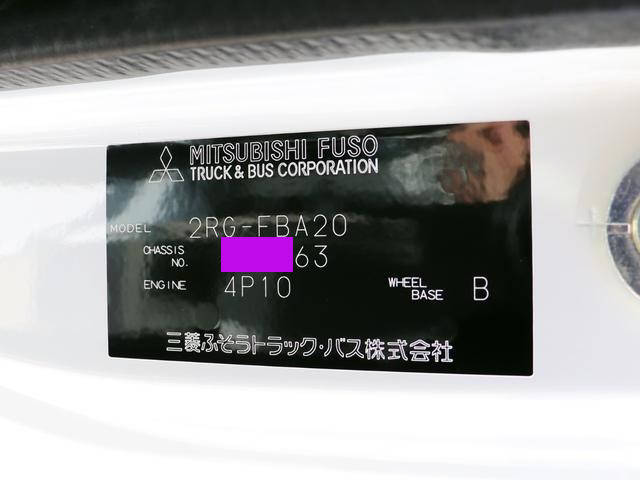 MITSUBISHI FUSO
TRUCK & BUS CORPORATION
MODEL 2RG-FBA20
CHASSIS NO. 63
ENGINE 4P10 WHEEL BASE B
三菱ふそうトラック・バス株式会社